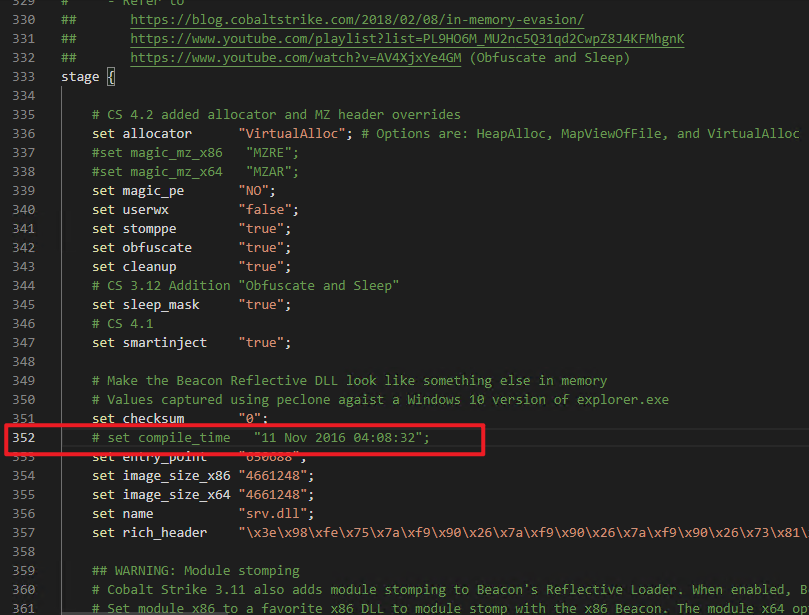 329 # - Refer to
330 ## https://blog.cobaltstrike.com/2018/02/08/in-memory-evasion/
331 ## https://www.youtube.com/playlist?list=PL9HO6M_MU2nc5Q31qd2CwpZ8J4KFMhgnK
332 ## https://www.youtube.com/watch?v=AV4XjxYe4GM (Obfuscate and Sleep)
333 stage {
334
335 # CS 4.2 added allocator and MZ header overrides
336 set allocator "VirtualAlloc"; # Options are: HeapAlloc, MapViewOfFile, and VirtualAlloc
337 #set magic_mz_x86 "MZRE";
338 #set magic_mz_x64 "MZAR";
339 set magic_pe "NO";
340 set userwx "false";
341 set stomppe "true";
342 set obfuscate "true";
343 set cleanup "true";
344 # CS 3.12 Addition "Obfuscate and Sleep"
345 set sleep_mask "true";
346 # CS 4.1
347 set smartinject "true";
348
349 # Make the Beacon Reflective DLL look like something else in memory
350 # Values captured using peclone agaist a Windows 10 version of explorer.exe
351 set checksum "0";
352 # set compile_time "11 Nov 2016 04:08:32";
353 set entry_point "650688";
354 set image_size_x86 "4661248";
355 set image_size_x64 "4661248";
356 set name "srv.dll";
357 set rich_header "\x3e\x98\xfe\x75\x7a\xf9\x90\x26\x7a\xf9\x90\x26\x7a\xf9\x90\x26\x73\x81\
358
359 ## WARNING: Module stomping
360 # Cobalt Strike 3.11 also adds module stomping to Beacon's Reflective Loader. When enabled, B
361 # Set module_x86 to a favorite x86 DLL to module stomp with the x86 Beacon. The module_x64 op